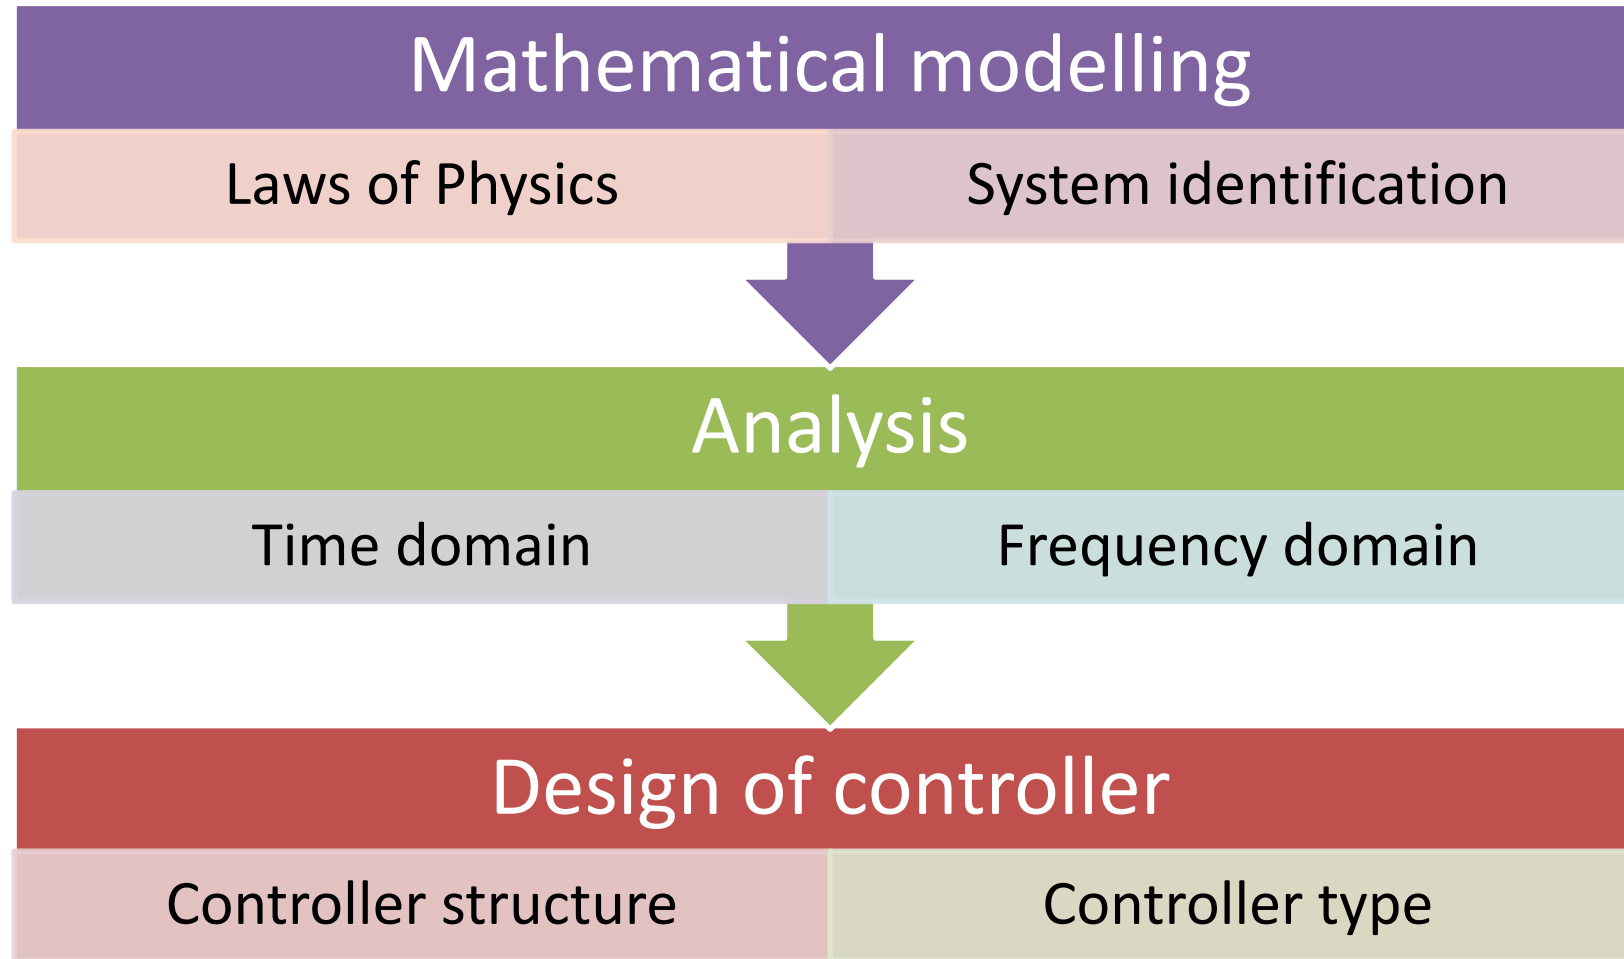 Mathematical modelling
Laws of Physics
System identification
Analysis
Time domain
Frequency domain
Design of controller
Controller structure
Controller type